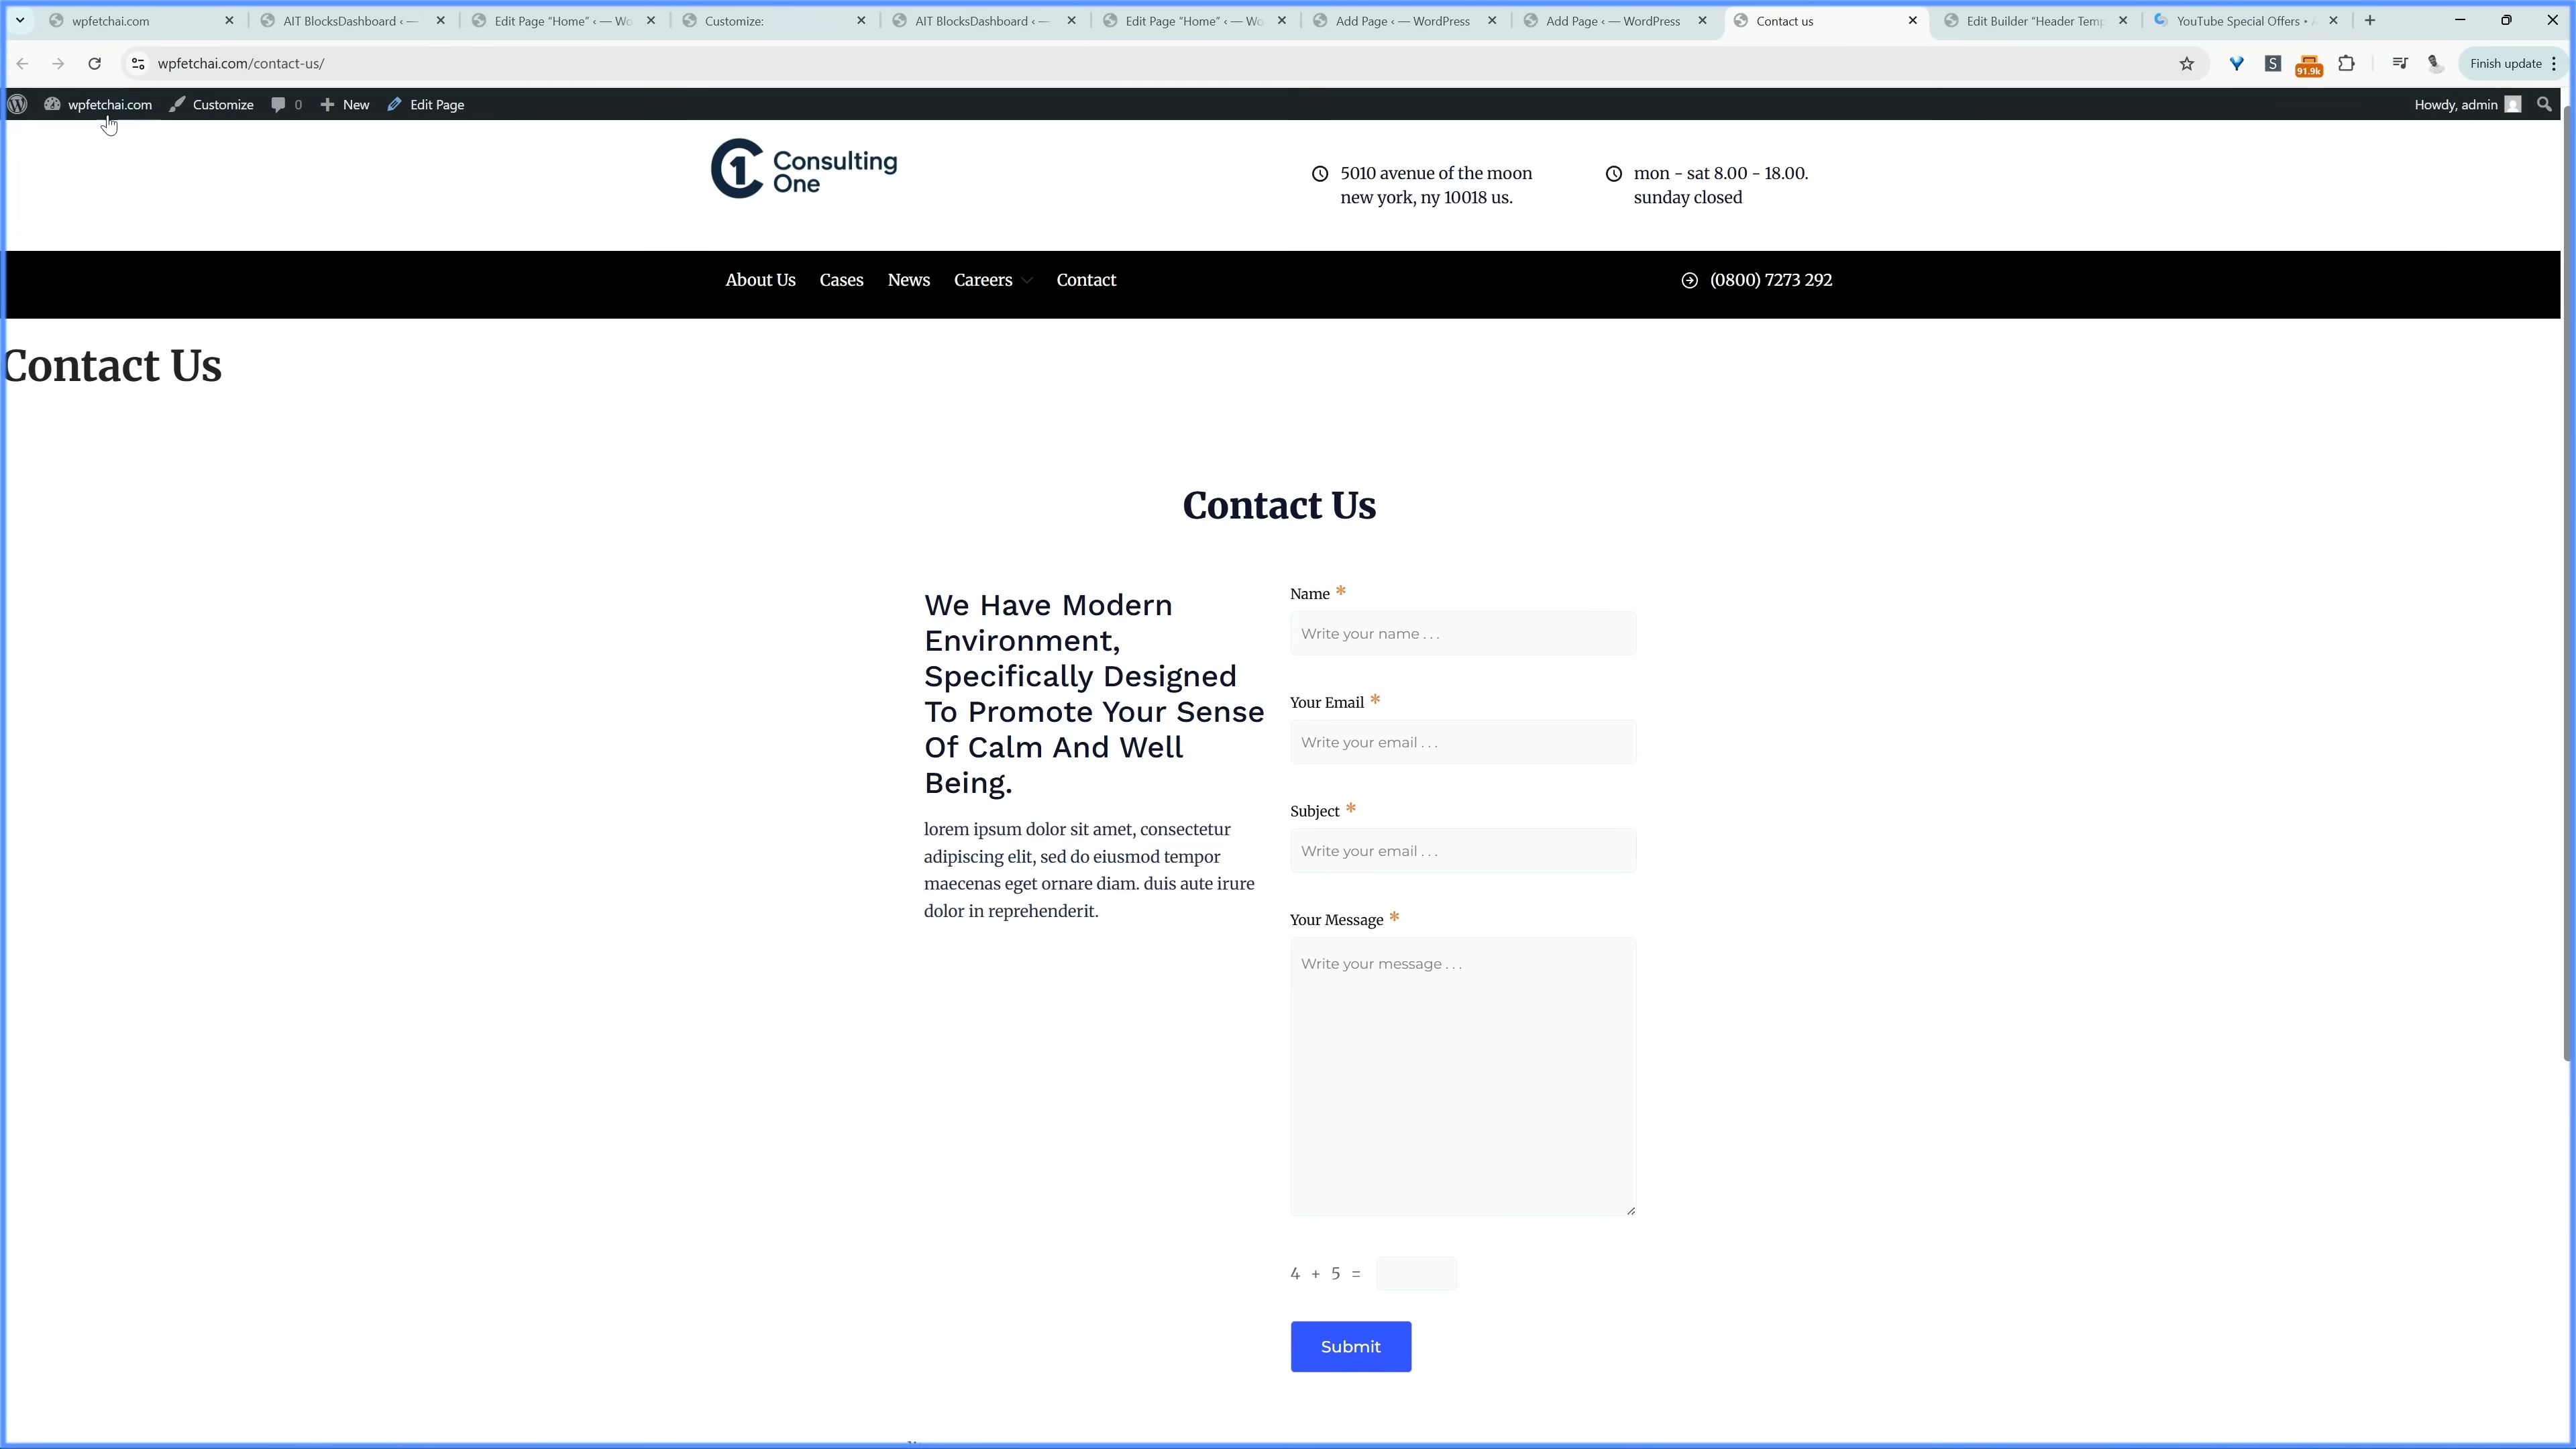 wpfetchai.com
AIT BlocksDashboard ‹ —
Edit Page “Home” ‹ — Wo
Customize:
AIT BlocksDashboard ‹ —
Edit Page “Home” ‹ — Wo
Add Page ‹ — WordPress
Add Page ‹ — WordPress
Contact us
Edit Builder “Header Temp
YouTube Special Offers •
wpfetchai.com/contact-us/
S
91.9k
Finish update
wpfetchai.com
Customize
0
New
Edit Page
Howdy, admin
C1 Consulting
One
5010 avenue of the moon
new york, ny 10018 us.
mon - sat 8.00 - 18.00.
sunday closed
About Us
Cases
News
Careers
Contact
(0800) 7273 292
Contact Us
Contact Us
We Have Modern
Environment,
Specifically Designed
To Promote Your Sense
Of Calm And Well
Being.
lorem ipsum dolor sit amet, consectetur
adipiscing elit, sed do eiusmod tempor
maecenas eget ornare diam. duis aute irure
dolor in reprehenderit.
Name *
Write your name . . .
Your Email *
Write your email . . .
Subject *
Write your email . . .
Your Message *
Write your message . . .
4 + 5 =
Submit